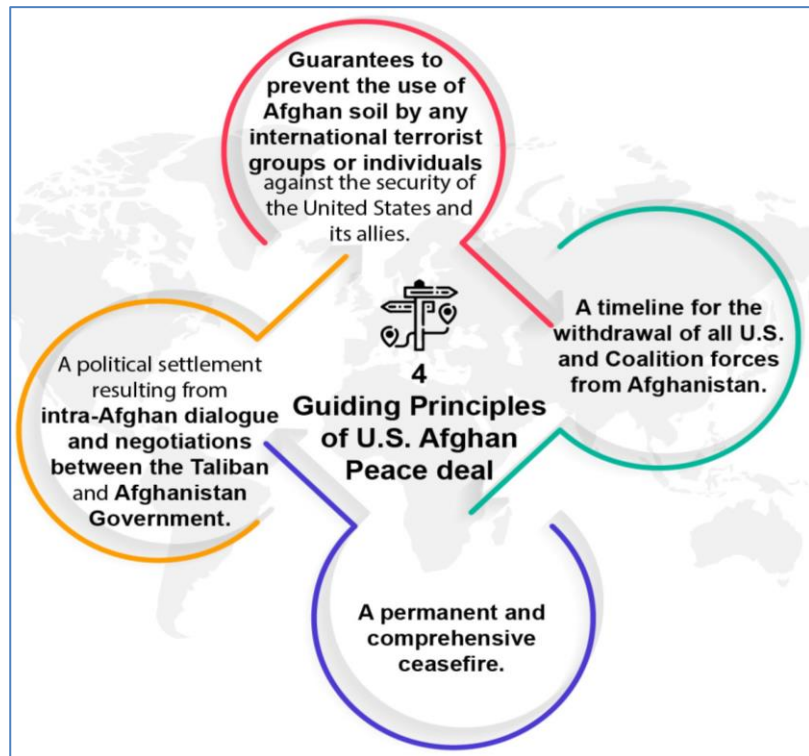 Guarantees to
prevent the use of
Afghan soil by any
international terrorist
groups or individuals
against the security of
the United States and
its allies.
A timeline for the
withdrawal of all U.S.
and Coalition forces
from Afghanistan.
4
Guiding Principles
of U.S. Afghan
Peace deal
A political settlement
resulting from
intra-Afghan dialogue
and negotiations
between the Taliban
and Afghanistan
Government.
A permanent and
comprehensive
ceasefire.